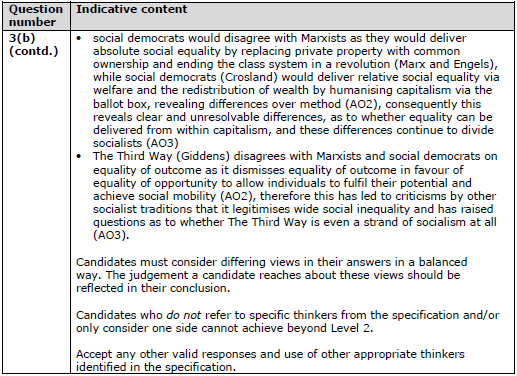 Question number
Indicative content
3(b)
(contd.)
• social democrats would disagree with Marxists as they would deliver
absolute social equality by replacing private property with common
ownership and ending the class system in a revolution (Marx and Engels),
while social democrats (Crosland) would deliver relative social equality via
welfare and the redistribution of wealth by humanising capitalism via the
ballot box, revealing differences over method (AO2), consequently this
reveals clear and unresolvable differences, as to whether equality can be
delivered from within capitalism, and these differences continue to divide
socialists (AO3)
• The Third Way (Giddens) disagrees with Marxists and social democrats on
equality of outcome as it dismisses equality of outcome in favour of
equality of opportunity to allow individuals to fulfil their potential and
achieve social mobility (AO2), therefore this has led to criticisms by other
socialist traditions that it legitimises wide social inequality and has raised
questions as to whether The Third Way is even a strand of socialism at all
(AO3).
Candidates must consider differing views in their answers in a balanced
way. The judgement a candidate reaches about these views should be
reflected in their conclusion.
Candidates who do not refer to specific thinkers from the specification and/or
only consider one side cannot achieve beyond Level 2.
Accept any other valid responses and use of other appropriate thinkers
identified in the specification.